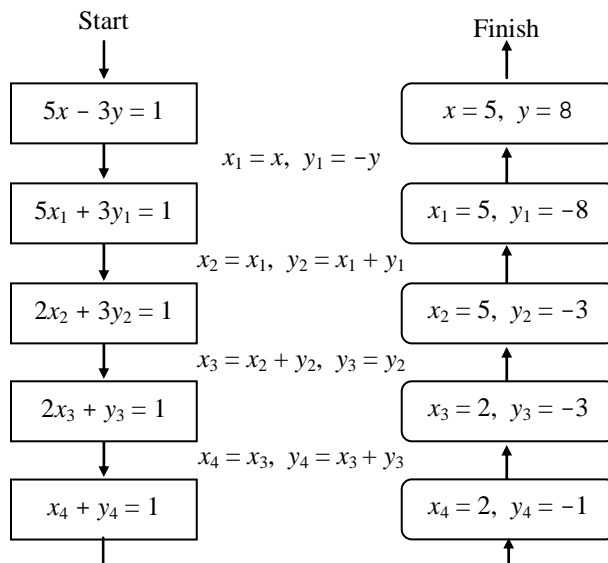 Start
Finish
5x − 3y = 1
x = 5, y = 8
x₁ = x, y₁ = −y
5x₁ + 3y₁ = 1
x₁ = 5, y₁ = −8
x₂ = x₁, y₂ = x₁ + y₁
2x₂ + 3y₂ = 1
x₂ = 5, y₂ = −3
x₃ = x₂ + y₂, y₃ = y₂
2x₃ + y₃ = 1
x₃ = 2, y₃ = −3
x₄ = x₃, y₄ = x₃ + y₃
x₄ + y₄ = 1
x₄ = 2, y₄ = −1